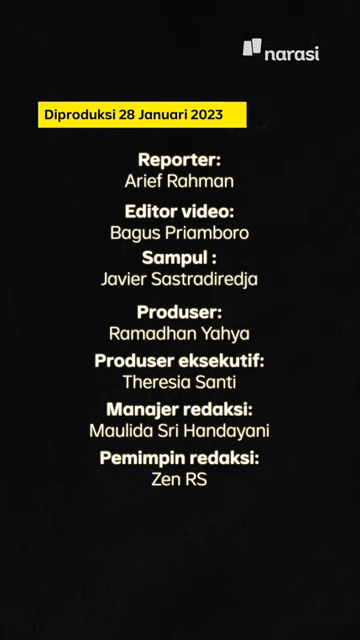 narasi
Diproduksi 28 Januari 2023
Reporter:
Arief Rahman
Editor video:
Bagus Priamboro
Sampul :
Javier Sastradiredja
Produser:
Ramadhan Yahya
Produser eksekutif:
Theresia Santi
Manajer redaksi:
Maulida Sri Handayani
Pemimpin redaksi:
Zen RS